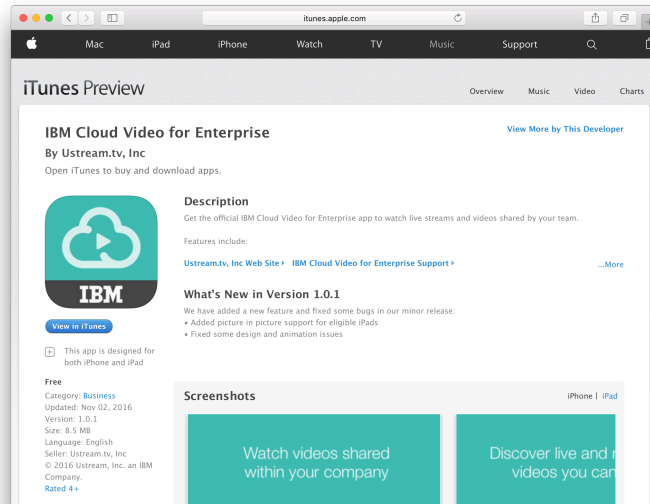 itunes.apple.com
Mac iPad iPhone Watch TV Music Support
iTunes Preview
Overview Music Video Charts
IBM Cloud Video for Enterprise
View More by This Developer
By Ustream.tv, Inc
Open iTunes to buy and download apps.
IBM
View in iTunes
This app is designed for
both iPhone and iPad
Free
Category: Business
Updated: Nov 02, 2016
Version: 1.0.1
Size: 8.5 MB
Language: English
Seller: Ustream.tv, Inc
© 2016 Ustream, Inc. an IBM
Company.
Rated 4+
Description
Get the official IBM Cloud Video for Enterprise app to watch live streams and videos shared by your team.
Features include:
Ustream.tv, Inc Web Site IBM Cloud Video for Enterprise Support
...More
What's New in Version 1.0.1
We have added a new feature and fixed some bugs in our minor release:
• Added picture in picture support for eligible iPads
• Fixed some design and animation issues
Screenshots
iPhone | iPad
Watch videos shared
within your company
Discover live and
videos you can